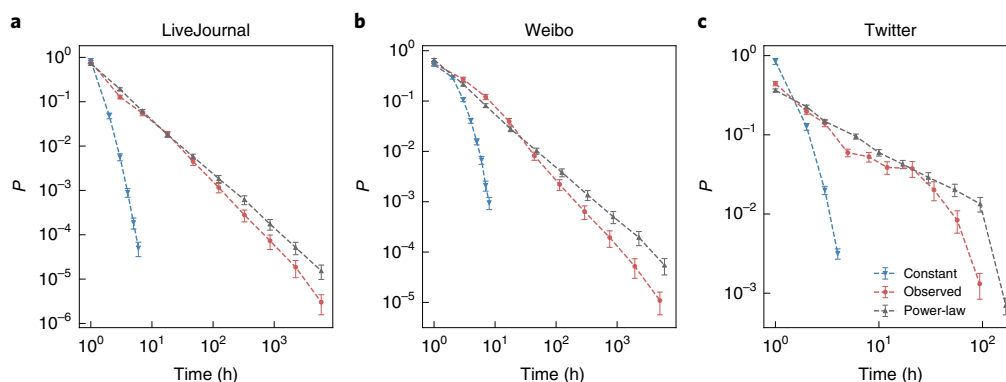 a
LiveJournal
P
10^0
10^-1
10^-2
10^-3
10^-4
10^-5
10^-6
10^0 10^1 10^2 10^3
Time (h)
b
Weibo
P
10^0
10^-1
10^-2
10^-3
10^-4
10^-5
10^0 10^1 10^2 10^3
Time (h)
c
Twitter
P
10^0
10^-1
10^-2
10^-3
10^0 10^1 10^2
Time (h)
Constant
Observed
Power-law